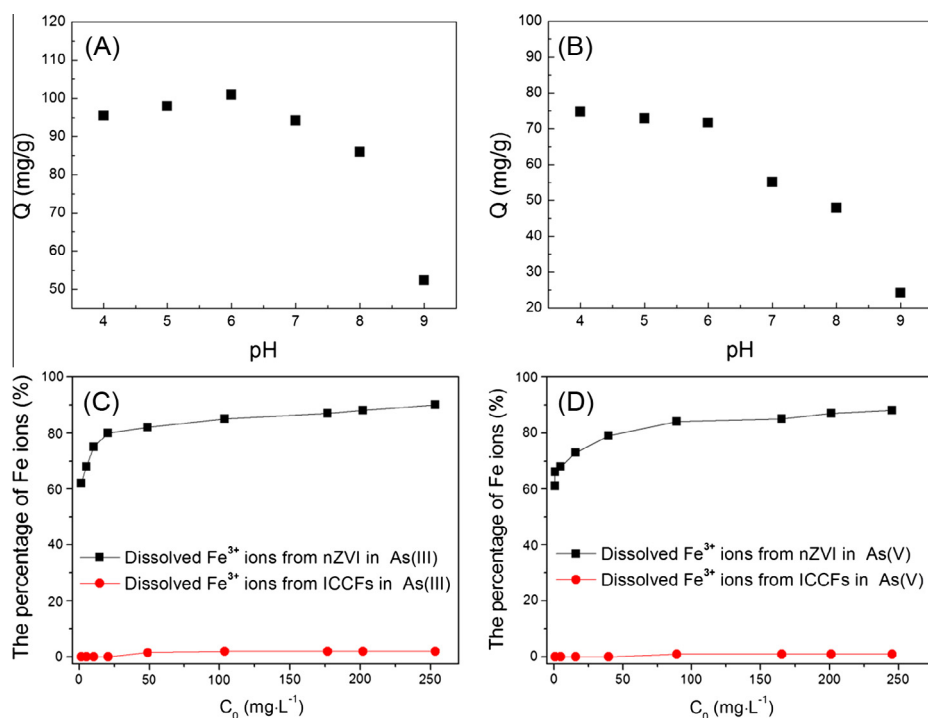 (A)
120
110
100
90
80
70
60
50
Q (mg/g)
4 5 6 7 8 9
pH
(B)
100
90
80
70
60
50
40
30
20
Q (mg/g)
4 5 6 7 8 9
pH
(C)
100
80
60
40
20
0
The percentage of Fe ions (%)
Dissolved Fe³⁺ ions from nZVI in As(III)
Dissolved Fe³⁺ ions from ICCFs in As(III)
0 50 100 150 200 250
C₀ (mg·L⁻¹)
(D)
100
80
60
40
20
0
The percentage of Fe ions (%)
Dissolved Fe³⁺ ions from nZVI in As(V)
Dissolved Fe³⁺ ions from ICCFs in As(V)
0 50 100 150 200 250
C₀ (mg·L⁻¹)